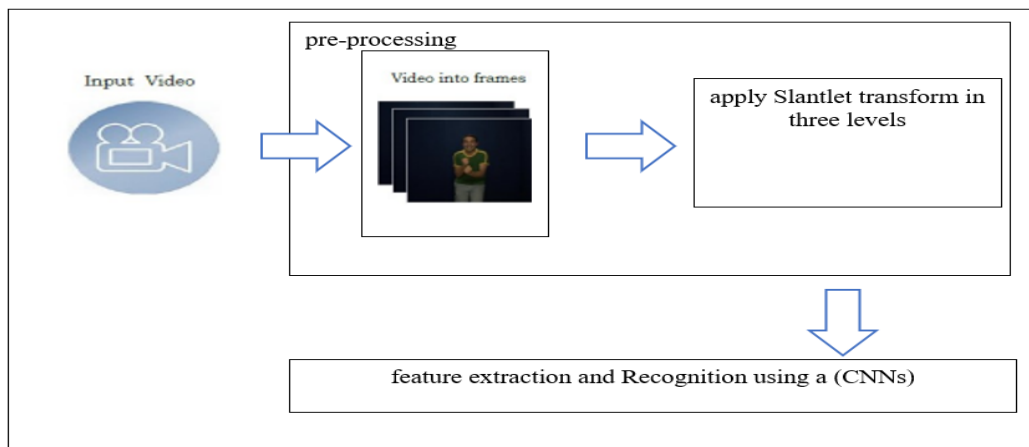 pre-processing
Input Video
Video into frames
apply Slantlet transform in
three levels
feature extraction and Recognition using a (CNNs)